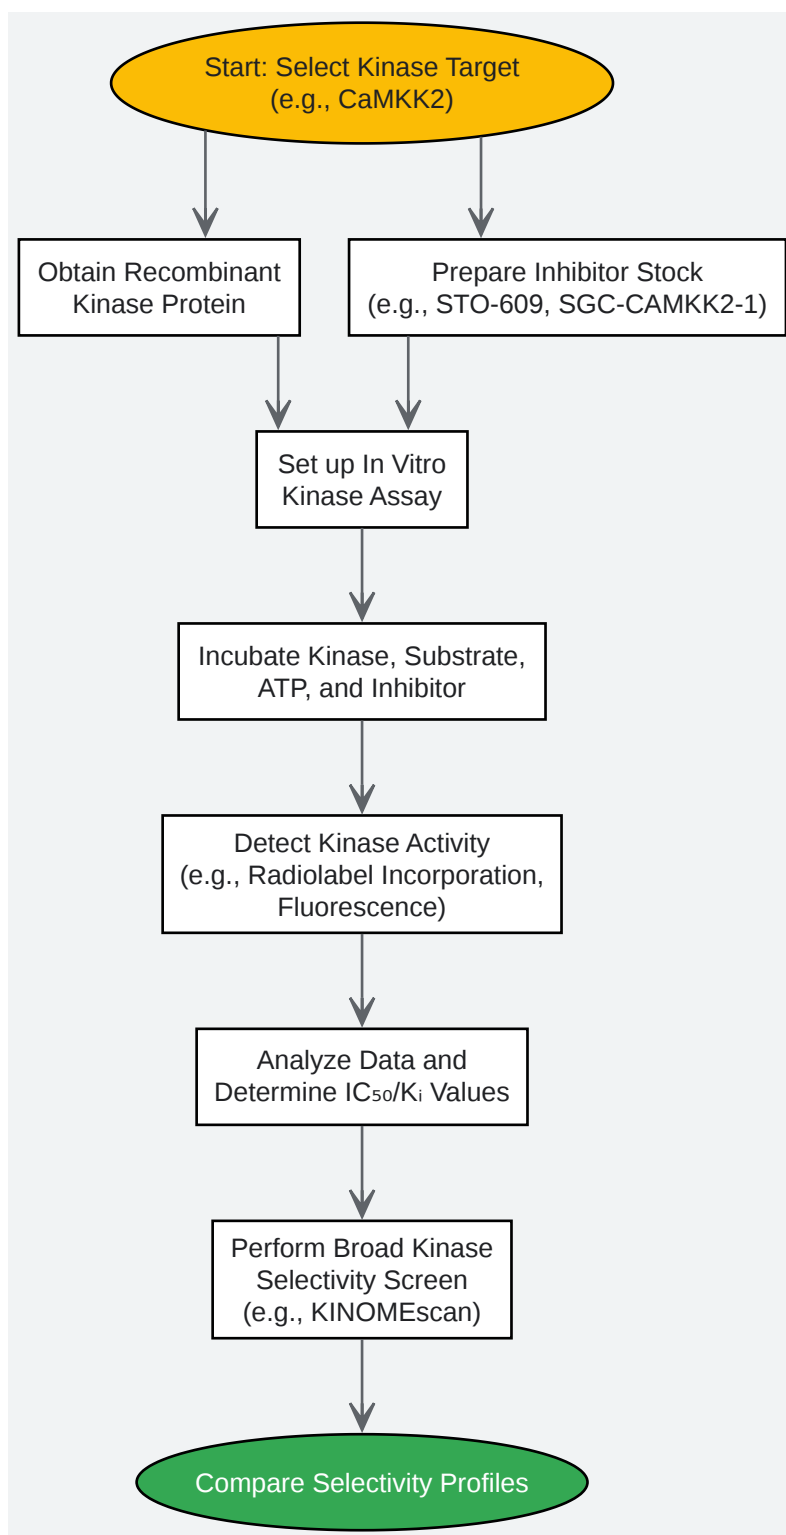 Start: Select Kinase Target
(e.g., CaMKK2)
Obtain Recombinant
Kinase Protein
Prepare Inhibitor Stock
(e.g., STO-609, SGC-CAMKK2-1)
Set up In Vitro
Kinase Assay
Incubate Kinase, Substrate,
ATP, and Inhibitor
Detect Kinase Activity
(e.g., Radiolabel Incorporation,
Fluorescence)
Analyze Data and
Determine IC₅₀/Kᵢ Values
Perform Broad Kinase
Selectivity Screen
(e.g., KINOMEscan)
Compare Selectivity Profiles